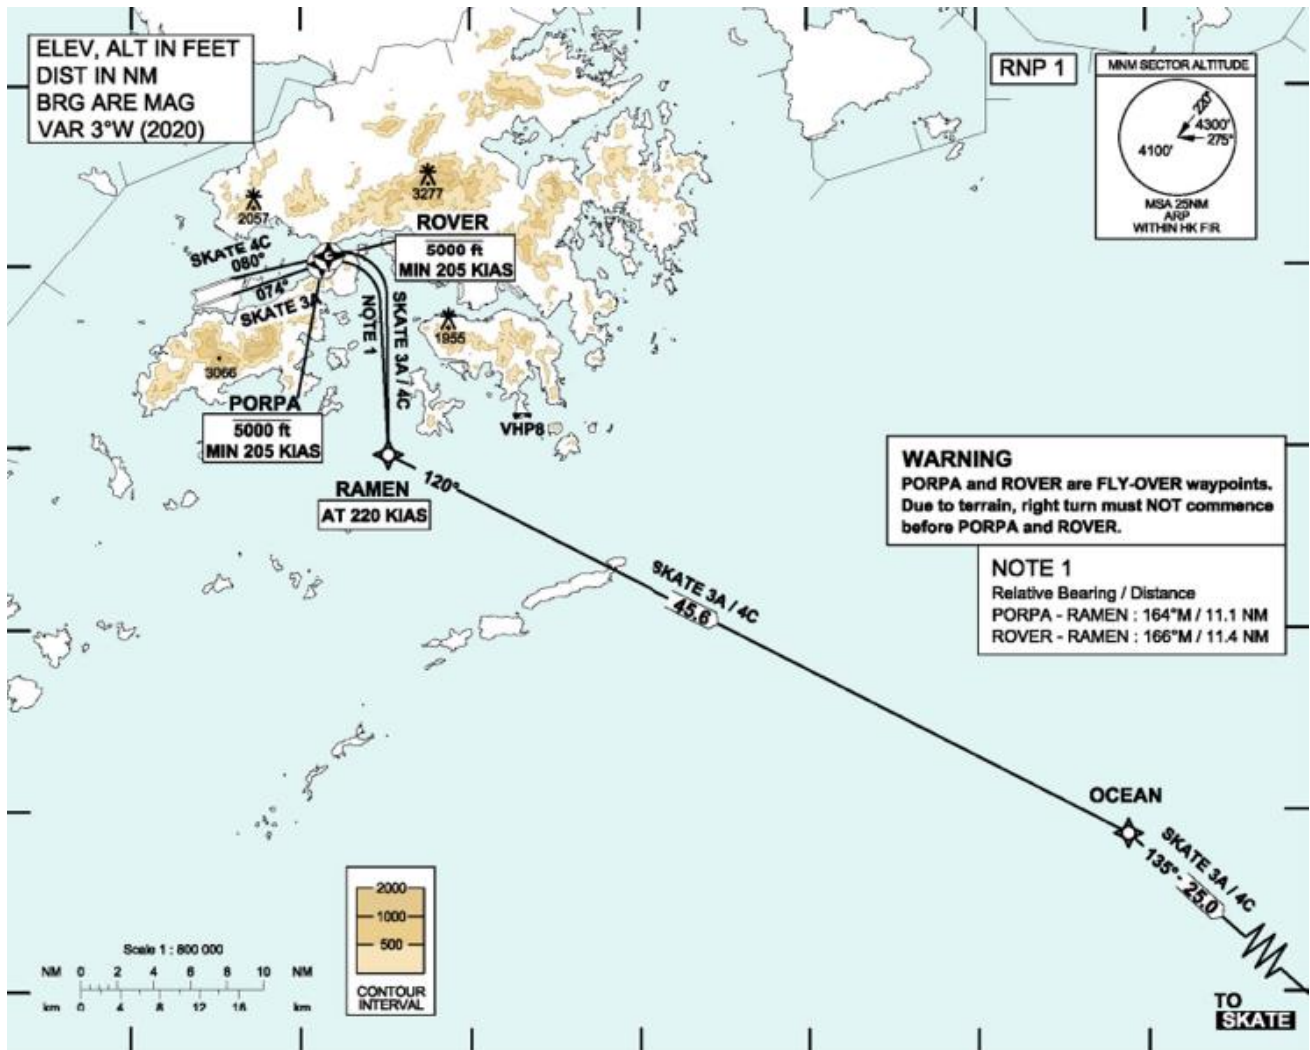 ELEV, ALT IN FEET
DIST IN NM
BRG ARE MAG
VAR 3°W (2020)
RNP 1
MNM SECTOR ALTITUDE
220°
4300'
275°
4100'
MSA 25NM
ARP
WITHIN HK FIR
3277
2057
ROVER
5000 ft
MIN 205 KIAS
SKATE 4C
080°
074°
SKATE 3A
NOTE 1
SKATE 3A / 4C
1955
3066
PORPA
5000 ft
MIN 205 KIAS
VHP8
RAMEN
AT 220 KIAS
120°
WARNING
PORPA and ROVER are FLY-OVER waypoints.
Due to terrain, right turn must NOT commence
before PORPA and ROVER.
NOTE 1
Relative Bearing / Distance
PORPA - RAMEN : 164°M / 11.1 NM
ROVER - RAMEN : 166°M / 11.4 NM
SKATE 3A / 4C
45.6
OCEAN
SKATE 3A / 4C
135° - 25.0
2000
1000
500
CONTOUR
INTERVAL
Scale 1 : 800 000
NM 0 2 4 6 8 10 NM
km 0 4 8 12 16 km
TO
SKATE